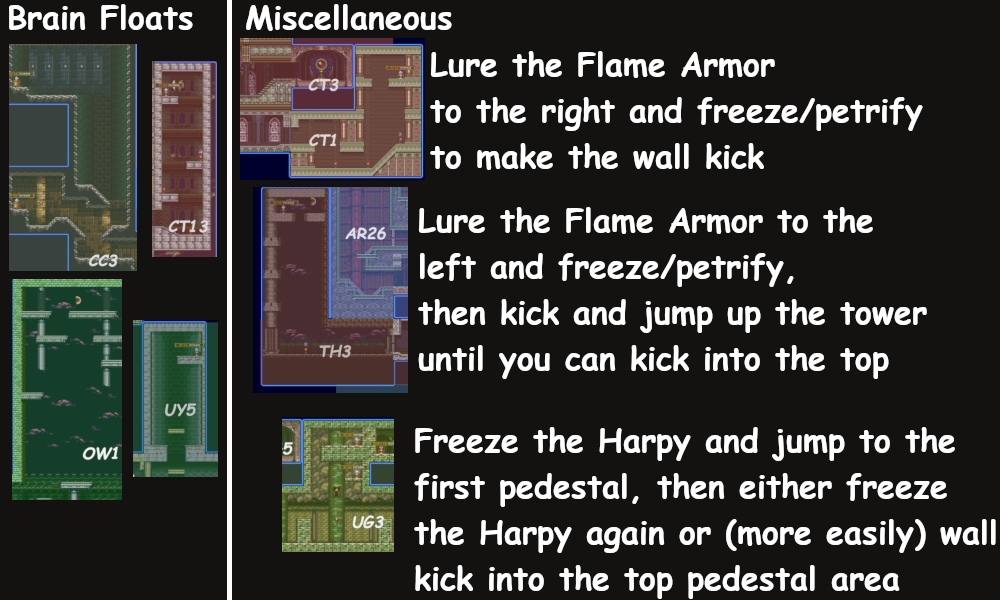 Brain Floats
CT13
CC3
OW1
UY5
Miscellaneous
CT3
CT1
Lure the Flame Armor
to the right and freeze/petrify
to make the wall kick
AR26
TH3
Lure the Flame Armor to the
left and freeze/petrify,
then kick and jump up the tower
until you can kick into the top
5
UG3
Freeze the Harpy and jump to the
first pedestal, then either freeze
the Harpy again or (more easily) wall
kick into the top pedestal area